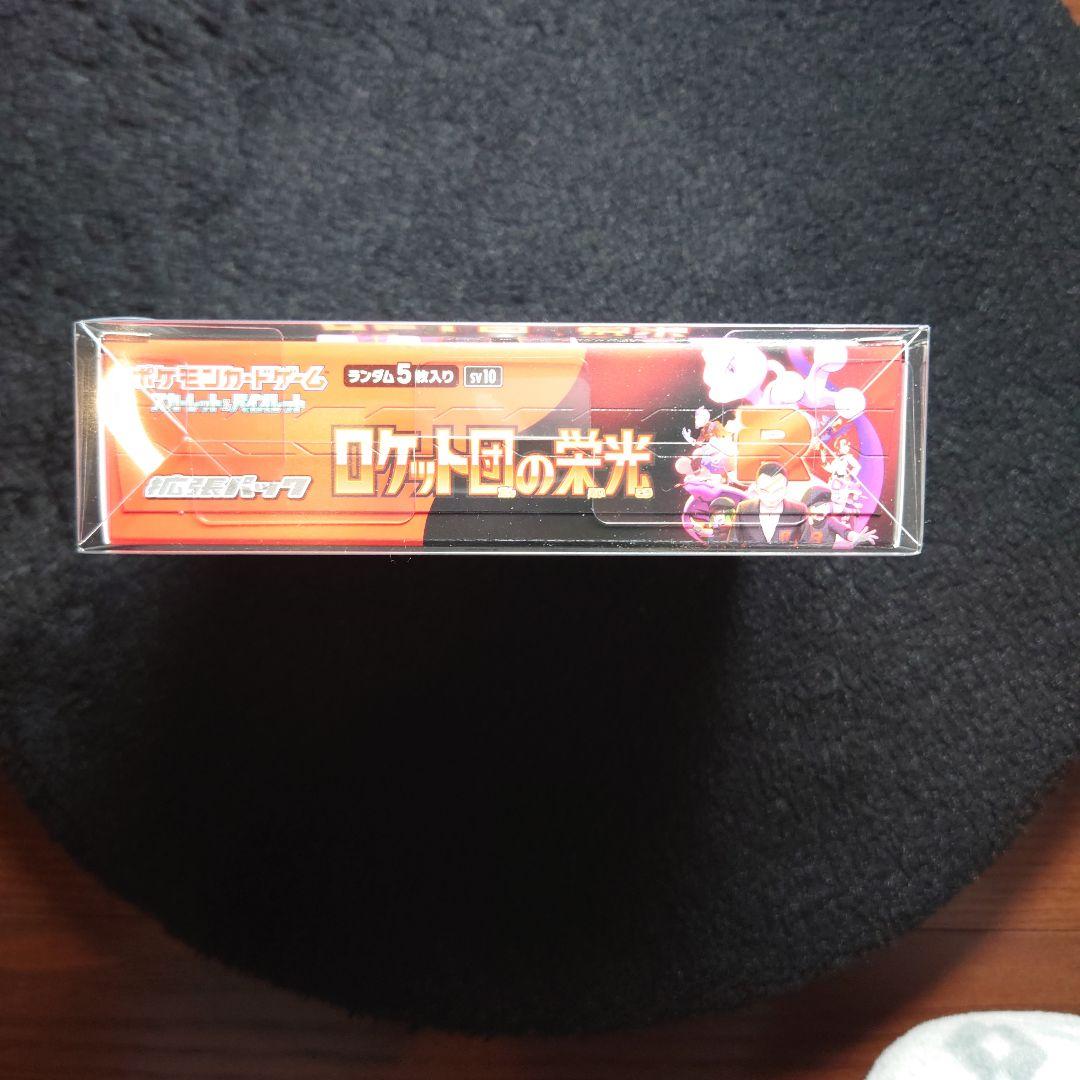 ポケモンカードゲーム
スカーレット&バイオレット
ランダム5枚入り
sv10
拡張パック
ロケット団の栄光
R